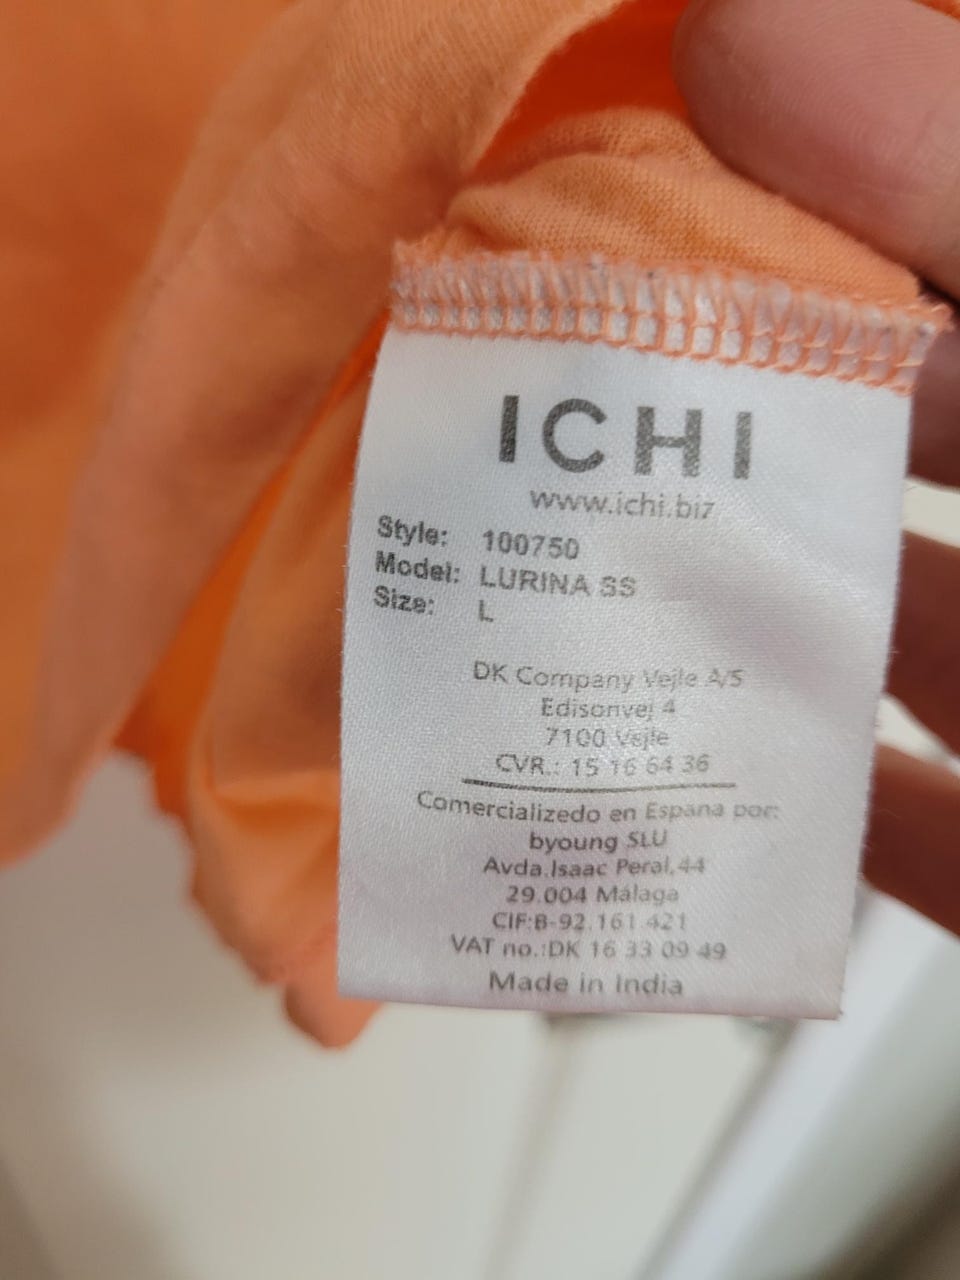 ICHI
www.ichi.biz
Style: 100750
Model: LURINA SS
Size: L
DK Company Vejle A/S
Edisonvej 4
7100 Vejle
CVR.: 15 16 64 36
Comercializedo en Espana por:
byoung SLU
Avda.Isaac Peral,44
29.004 Málaga
CIF:B-92.161.421
VAT no.:DK 16 33 09 49
Made in India